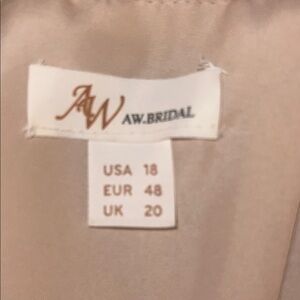 AW AW-BRIDAL
USA 18
EUR 48
UK 20